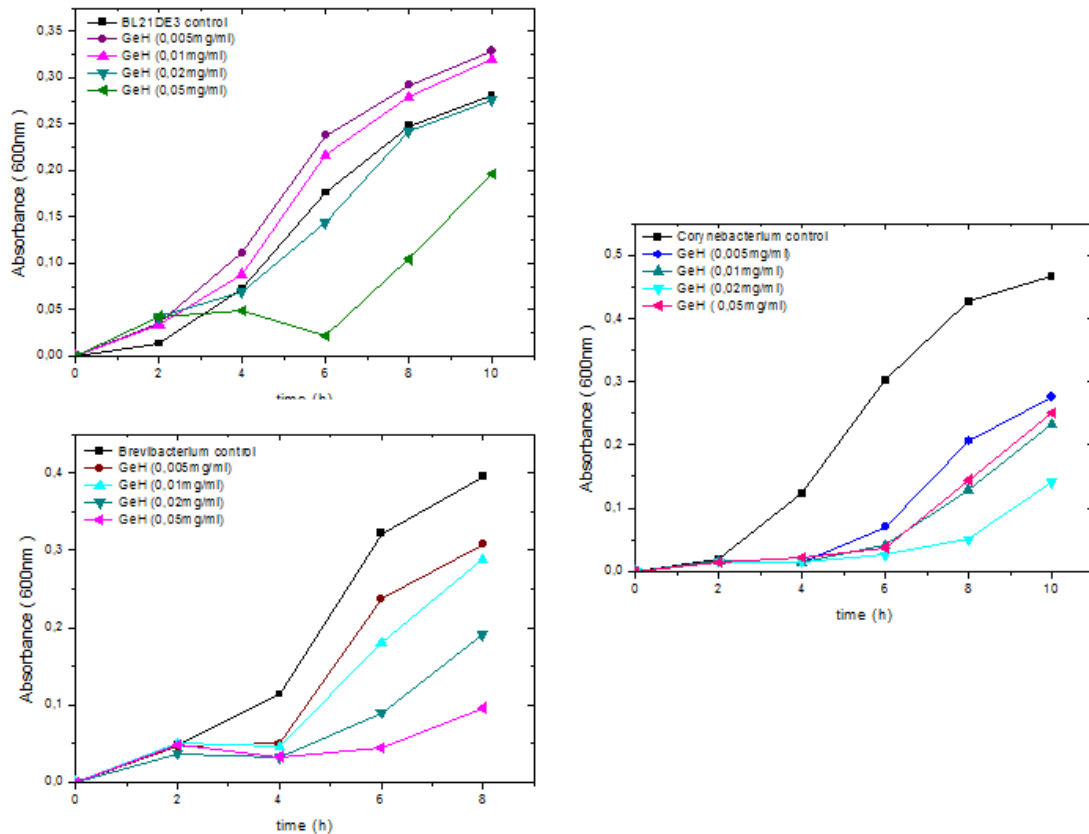 BL21DE3 control
GeH (0,005mg/ml)
GeH (0,01mg/ml)
GeH (0,02mg/ml)
GeH (0,05mg/ml)
Absorbance ( 600nm)
0,35
0,30
0,25
0,20
0,15
0,10
0,05
0,00
0 2 4 6 8 10
time (h)
Corynebacterium control
GeH (0,005mg/ml)
GeH (0,01mg/ml)
GeH (0,02mg/ml)
GeH (0,05mg/ml)
Absorbance ( 600nm)
0,5
0,4
0,3
0,2
0,1
0,0
0 2 4 6 8 10
time (h)
Brevibacterium control
GeH (0,005mg/ml)
GeH (0,01mg/ml)
GeH (0,02mg/ml)
GeH (0,05mg/ml)
Absorbance ( 600nm)
0,4
0,3
0,2
0,1
0,0
0 2 4 6 8
time (h)